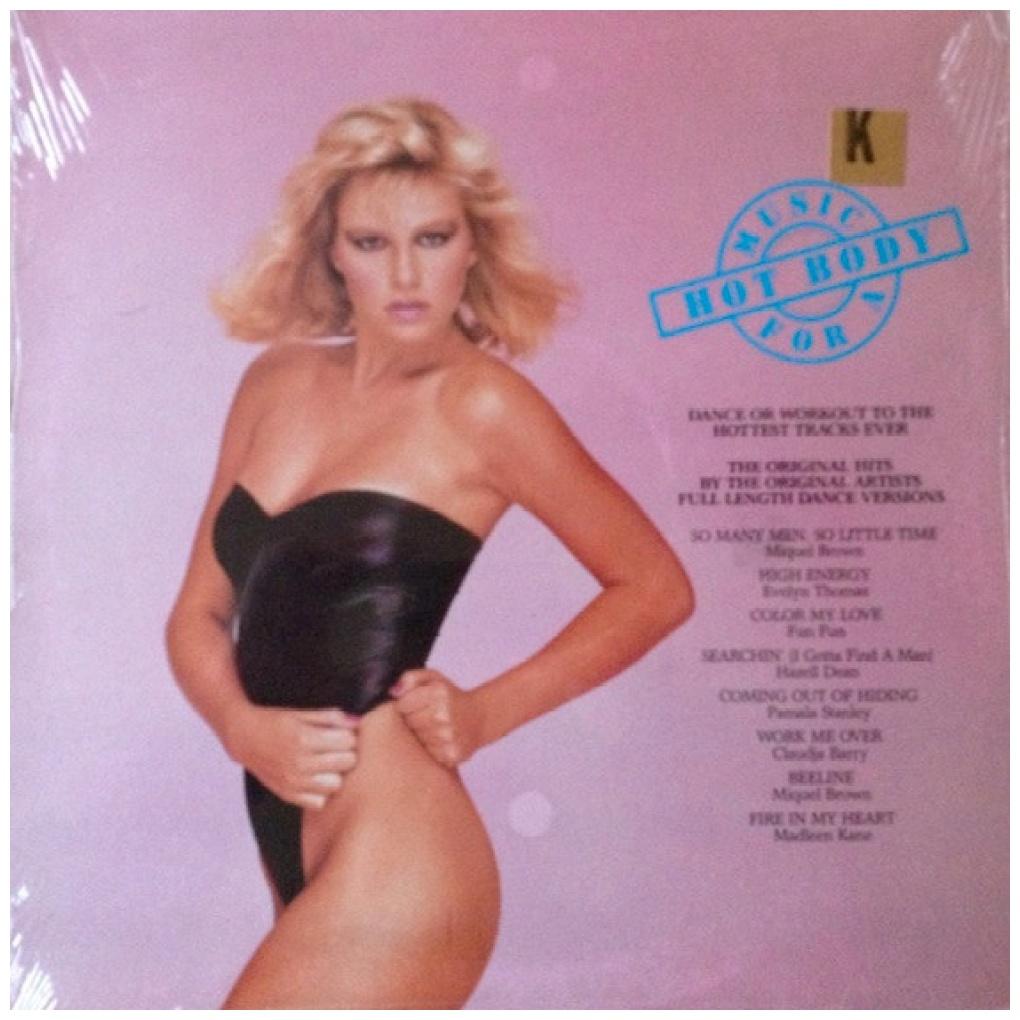 K
MUSIC
FOR A
HOT BODY
DANCE OR WORKOUT TO THE
HOTTEST TRACKS EVER
THE ORIGINAL HITS
BY THE ORIGINAL ARTISTS
FULL LENGTH DANCE VERSIONS
SO MANY MEN, SO LITTLE TIME
Miquel Brown
HIGH ENERGY
Evelyn Thomas
COLOR MY LOVE
Fun Fun
SEARCHIN' (I Gotta Find A Man)
Hazell Dean
COMING OUT OF HIDING
Pamala Stanley
WORK ME OVER
Claudja Barry
BEELINE
Miquel Brown
FIRE IN MY HEART
Madleen Kane